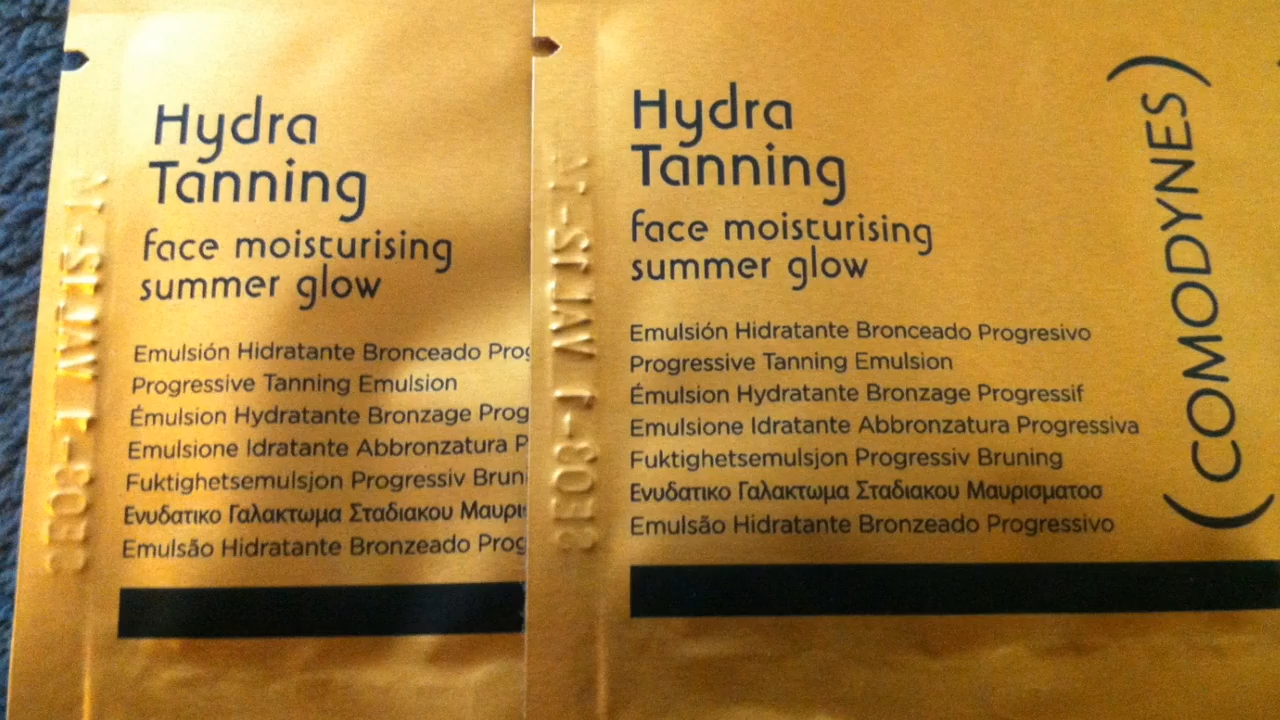 Hydra
Tanning
face moisturising
summer glow
Emulsión Hidratante Bronceado Prog
Progressive Tanning Emulsion
Émulsion Hydratante Bronzage Prog
Emulsione Idratante Abbronzatura P
Fuktighetsemulsjon Progressiv Bruni
Ενυδατικο Γαλακτωμα Σταδιακου Μαυρι
Emulsão Hidratante Bronzeado Prog
Hydra
Tanning
face moisturising
summer glow
Emulsión Hidratante Bronceado Progresivo
Progressive Tanning Emulsion
Émulsion Hydratante Bronzage Progressif
Emulsione Idratante Abbronzatura Progressiva
Fuktighetsemulsjon Progressiv Bruning
Ενυδατικο Γαλακτωμα Σταδιακου Μαυρισματοσ
Emulsão Hidratante Bronzeado Progressivo
(COMODYNES)